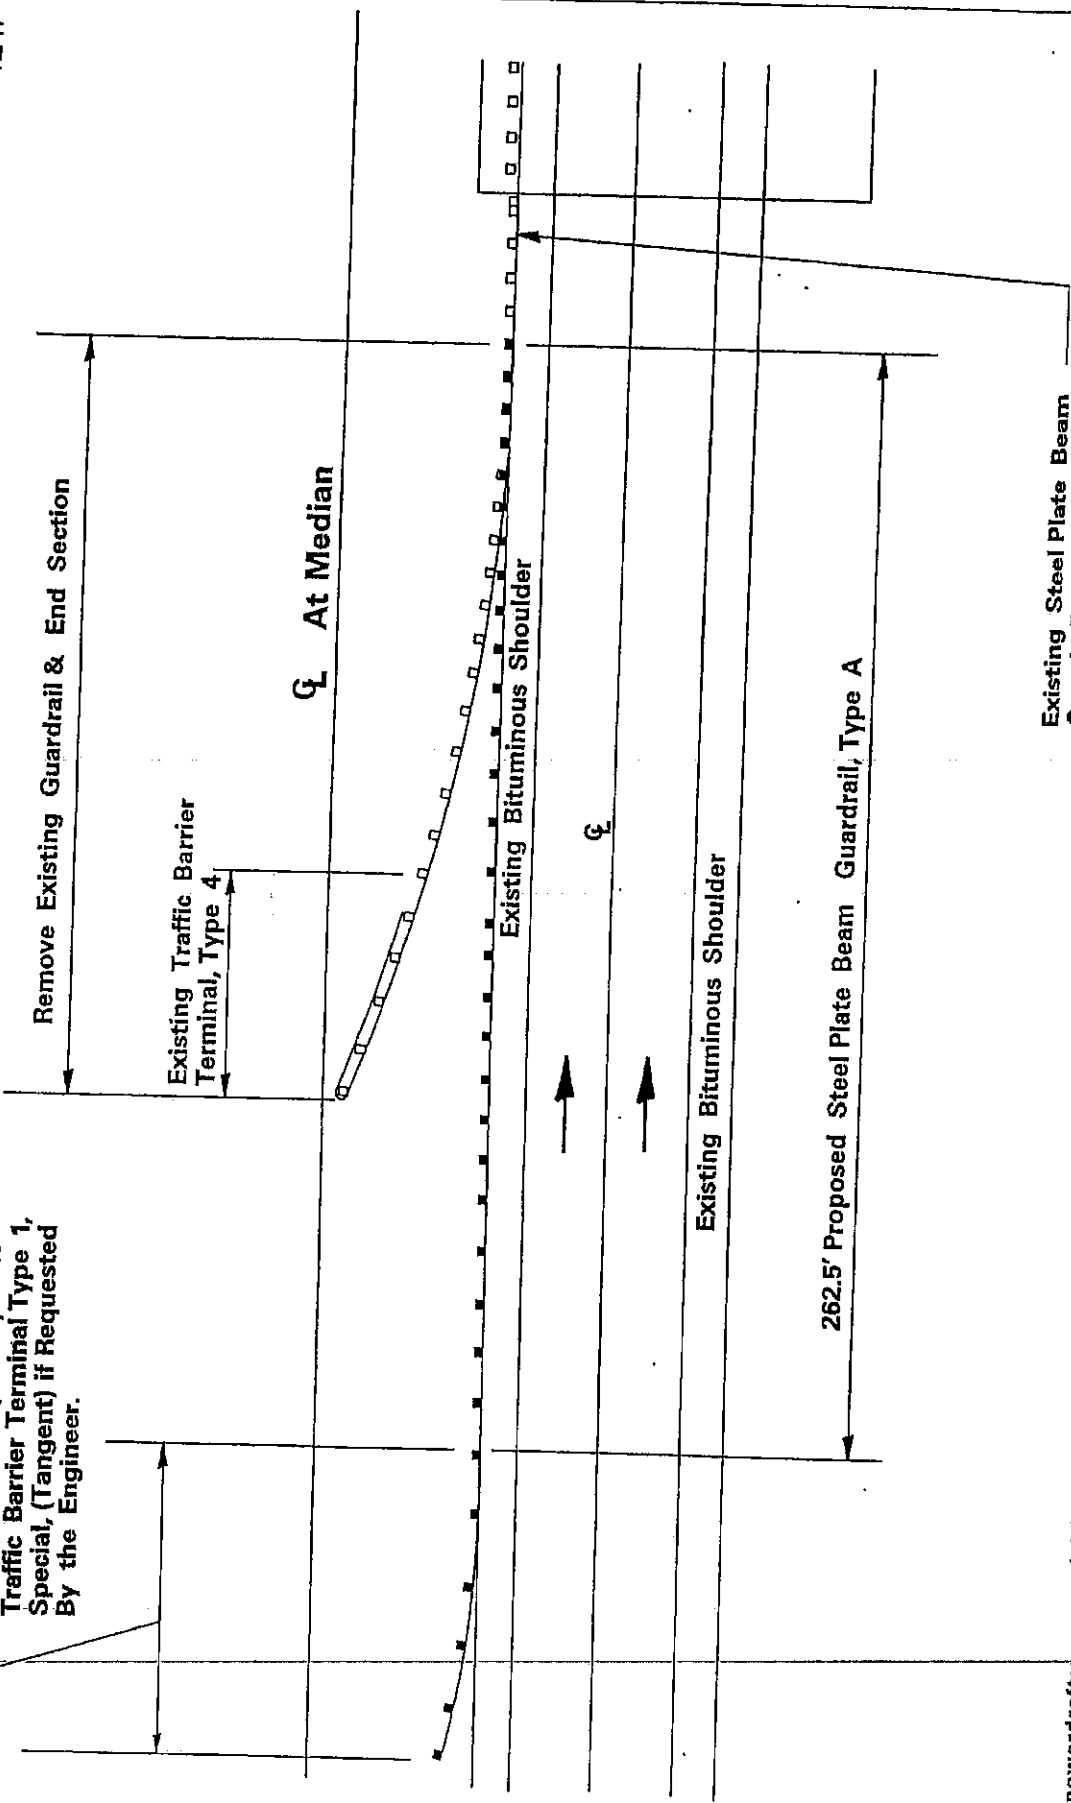 Traffic Barrier Terminal Type 1,
Special, (Tangent) if Requested
By the Engineer.
Remove Existing Guardrail & End Section
Existing Traffic Barrier
Terminal, Type 4
℄ At Median
Existing Bituminous Shoulder
℄
Existing Bituminous Shoulder
262.5' Proposed Steel Plate Beam Guardrail, Type A
Existing Steel Plate Beam